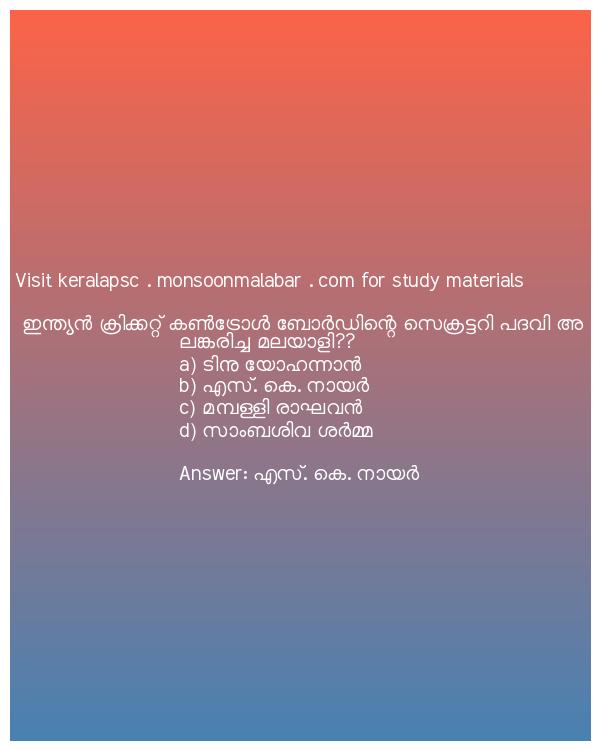 Visit keralapsc . monsoonmalabar . com for study materials
ഇന്ത്യൻ ക്രിക്കറ്റ് കൺട്രോൾ ബോർഡിന്റെ സെക്രട്ടറി പദവി അ
ലങ്കരിച്ച മലയാളി??
a) ടിനു യോഹന്നാൻ
b) എസ്. കെ. നായർ
c) മമ്പള്ളി രാഘവൻ
d) സാംബശിവ ശർമ്മ
Answer: എസ്. കെ. നായർ